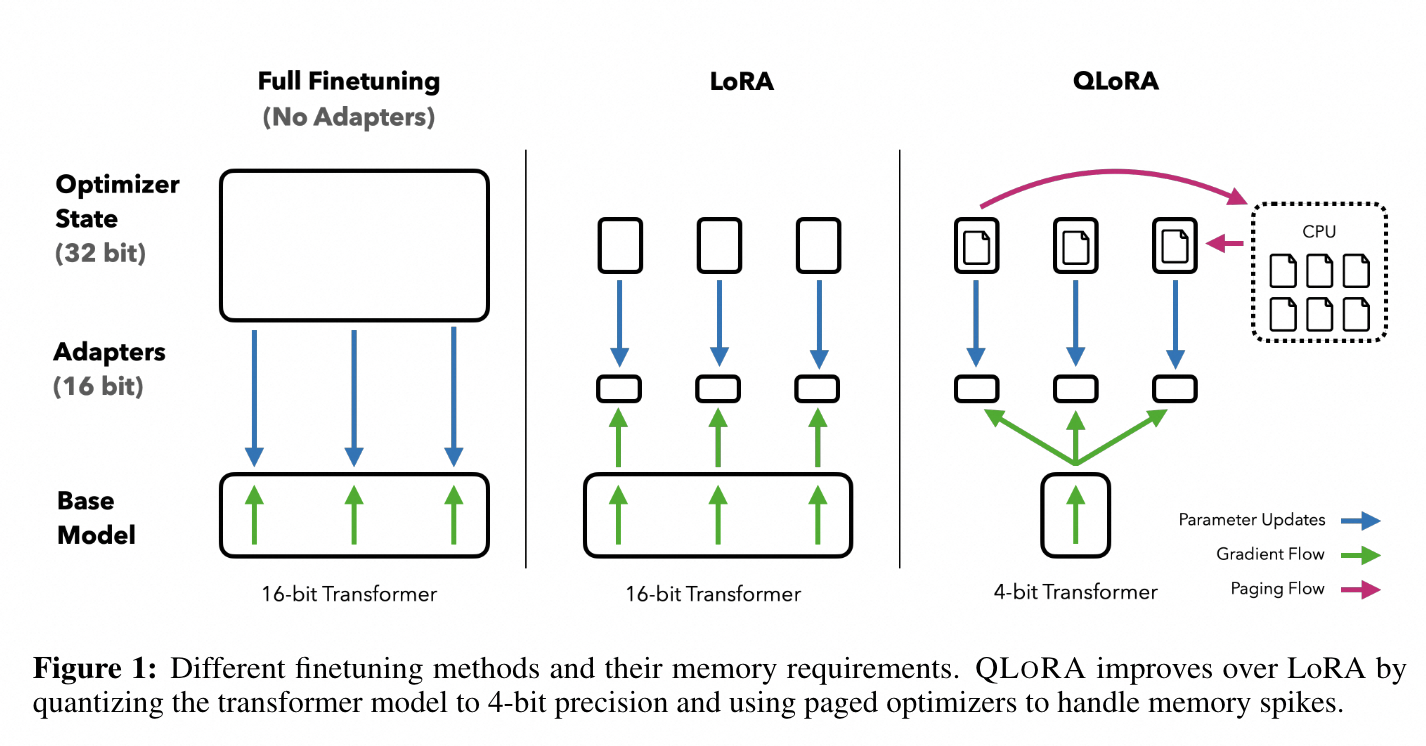 Full Finetuning
(No Adapters)
LoRA
QLoRA
Optimizer
State
(32 bit)
CPU
Adapters
(16 bit)
Base
Model
Parameter Updates
Gradient Flow
Paging Flow
16-bit Transformer
16-bit Transformer
4-bit Transformer
Figure 1: Different finetuning methods and their memory requirements. QLORA improves over LoRA by
quantizing the transformer model to 4-bit precision and using paged optimizers to handle memory spikes.